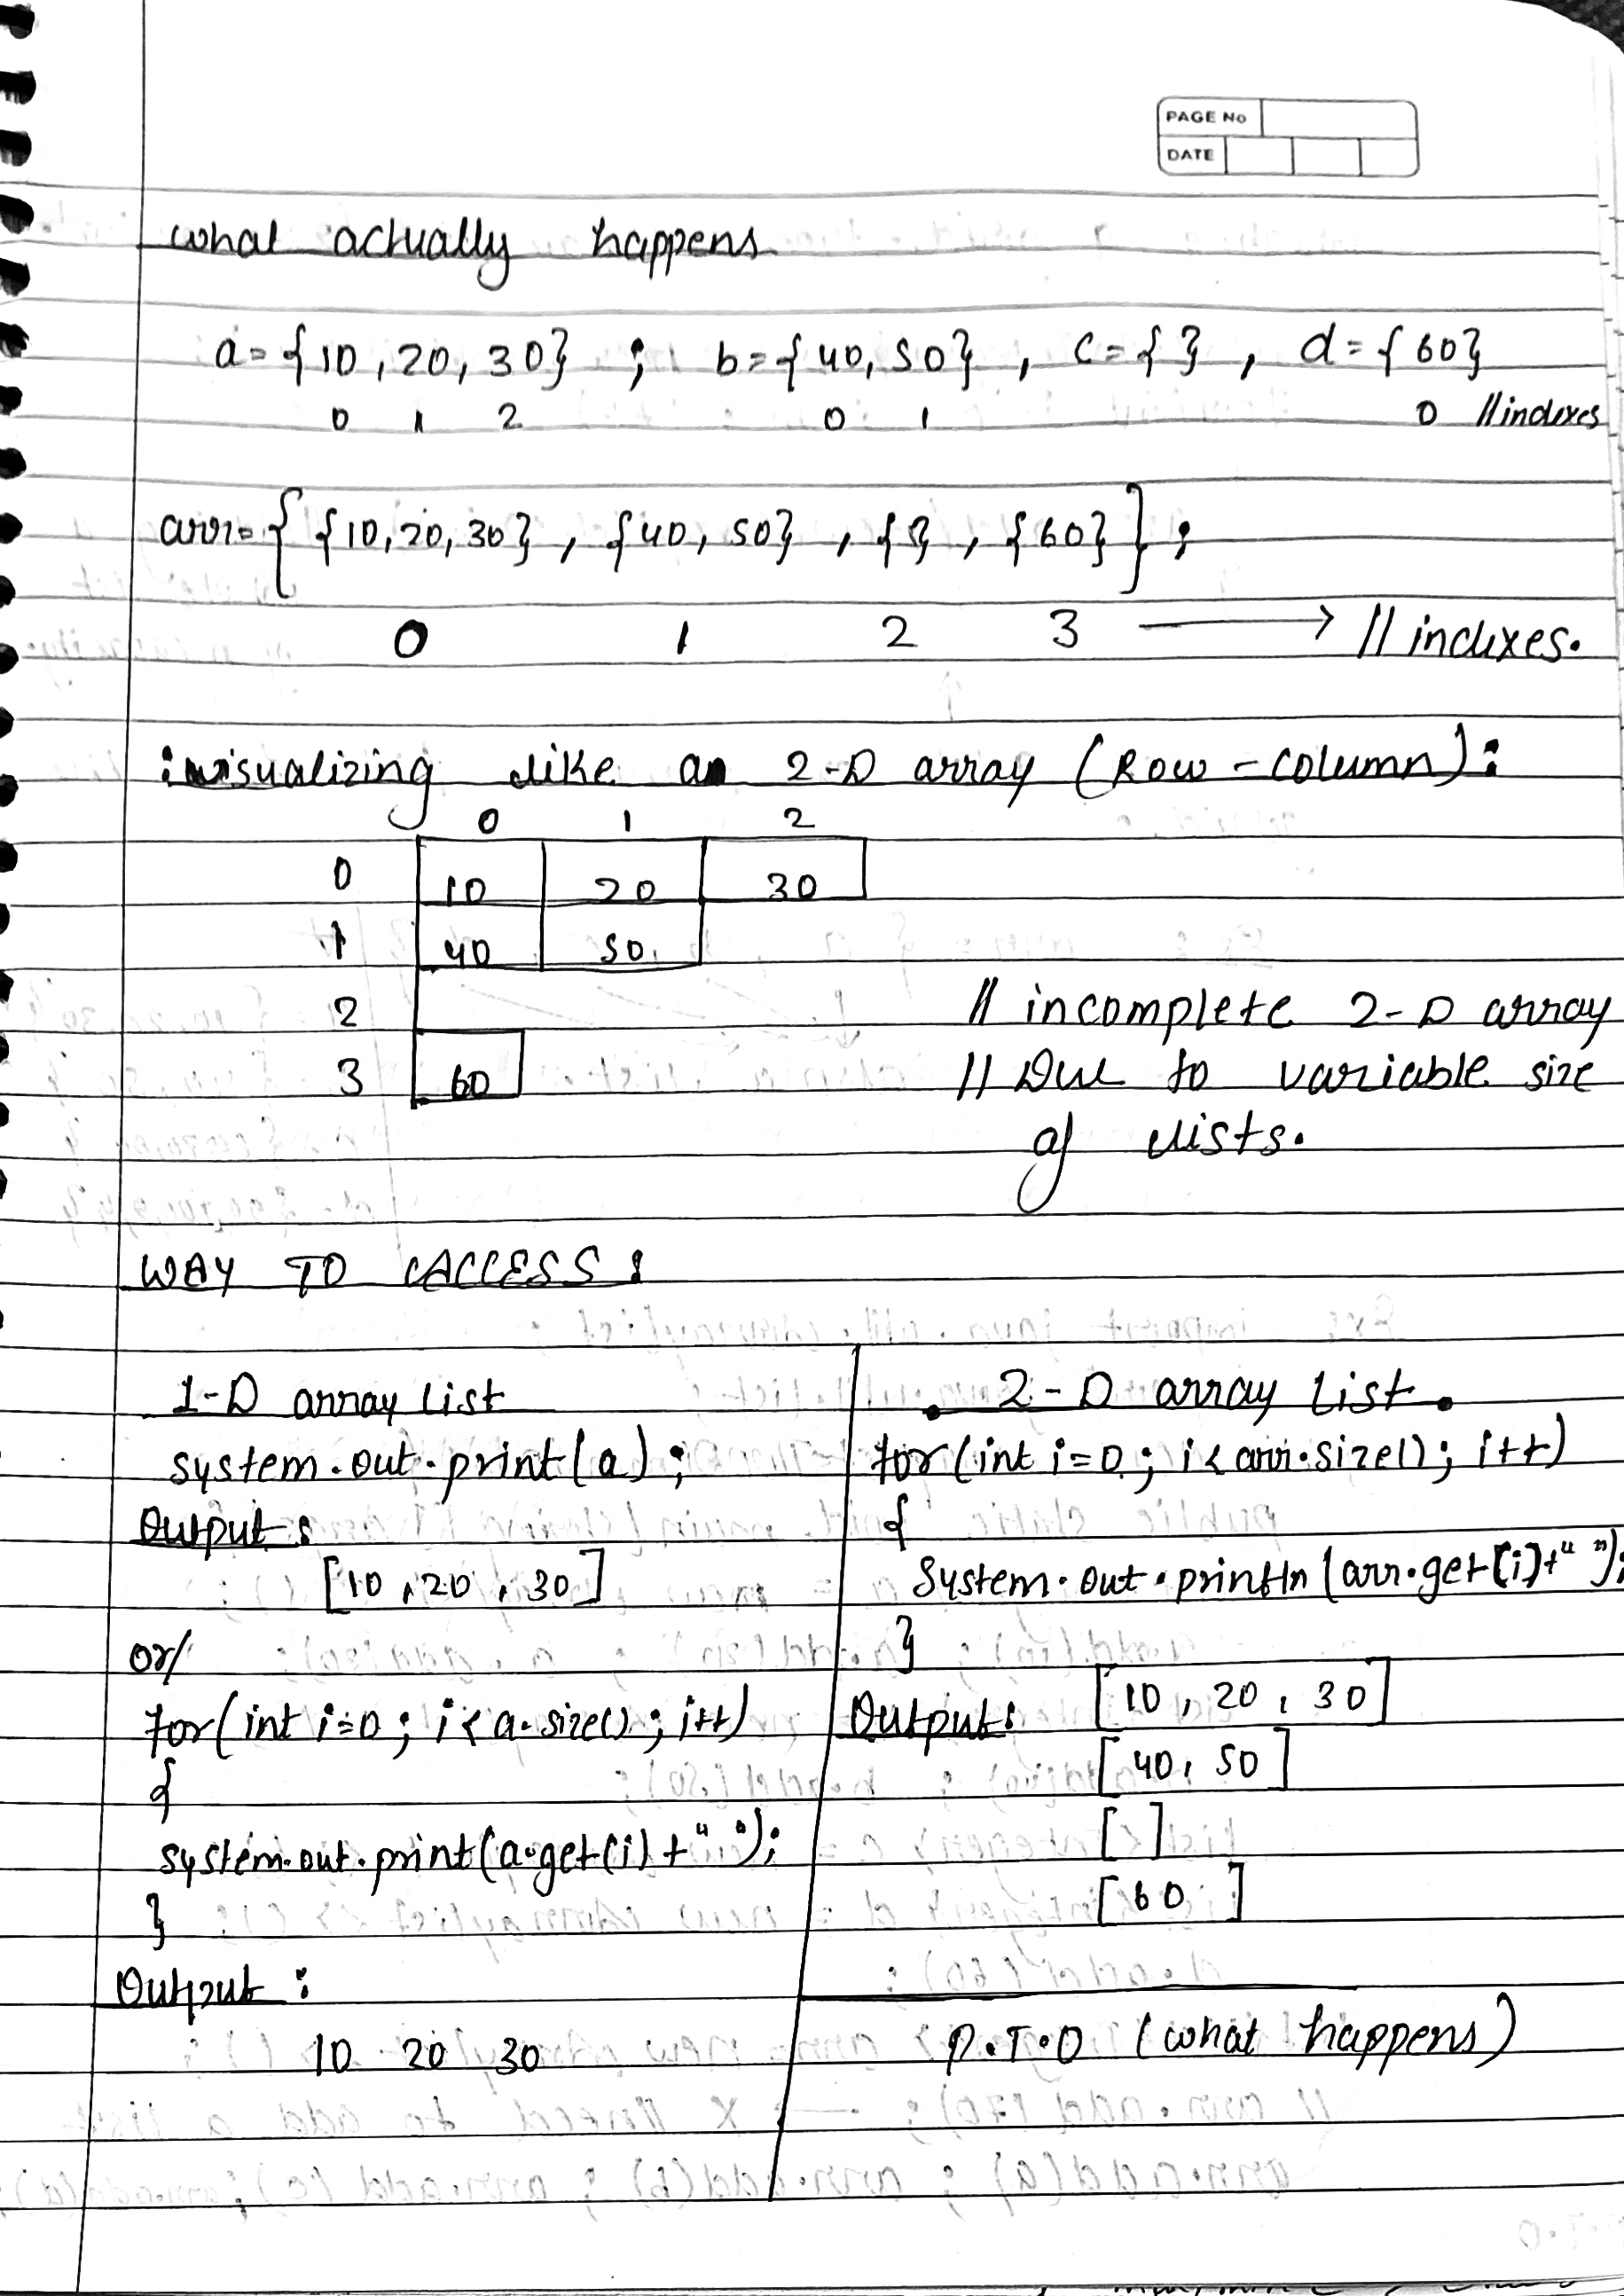 PAGE No
DATE
what actually happens
a = {10, 20, 30} ; b = {40, 50} , c = { } , d = {60}
0 1 2 0 1 0 // indexes
arr = { {10, 20, 30} , {40, 50} , { } , {60} } ;
0 1 2 3 → // indexes.
: visualizing like an 2-D array (Row - column) :
0 1 2
0 10 20 30
1 40 50
2
3 60
// incomplete 2-D array
// Due to variable size
of lists.
WAY TO ACCESS :
1-D array list
system.out.print(a) ;
Output :
[10, 20, 30]
or/
for(int i=0 ; i < a.size() ; i++)
{
system.out.print(a.get(i) + " ");
}
Output :
10 20 30
2-D array list.
for(int i=0 ; i < arr.size() ; i++)
{
System.out.println(arr.get(i)+" ");
}
Output : [10, 20, 30]
[40, 50]
[ ]
[60 ]
P.T.O (what happens)